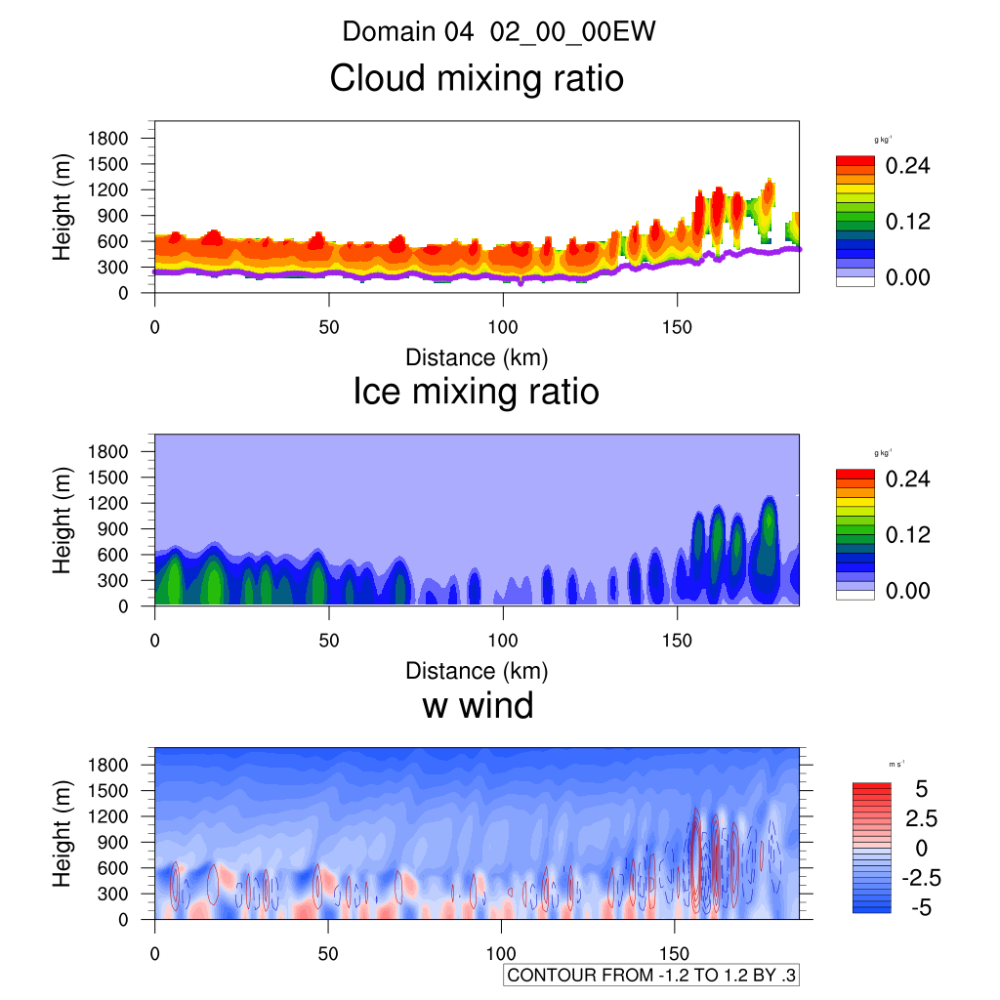 Domain 04  02_00_00EW
Cloud mixing ratio
Height (m)
1800
1500
1200
900
600
300
0
0 50 100 150
Distance (km)
g kg⁻¹
0.24
0.12
0.00
Ice mixing ratio
Height (m)
1800
1500
1200
900
600
300
0
0 50 100 150
Distance (km)
g kg⁻¹
0.24
0.12
0.00
w wind
Height (m)
1800
1500
1200
900
600
300
0
0 50 100 150
m s⁻¹
5
2.5
0
-2.5
-5
CONTOUR FROM -1.2 TO 1.2 BY .3